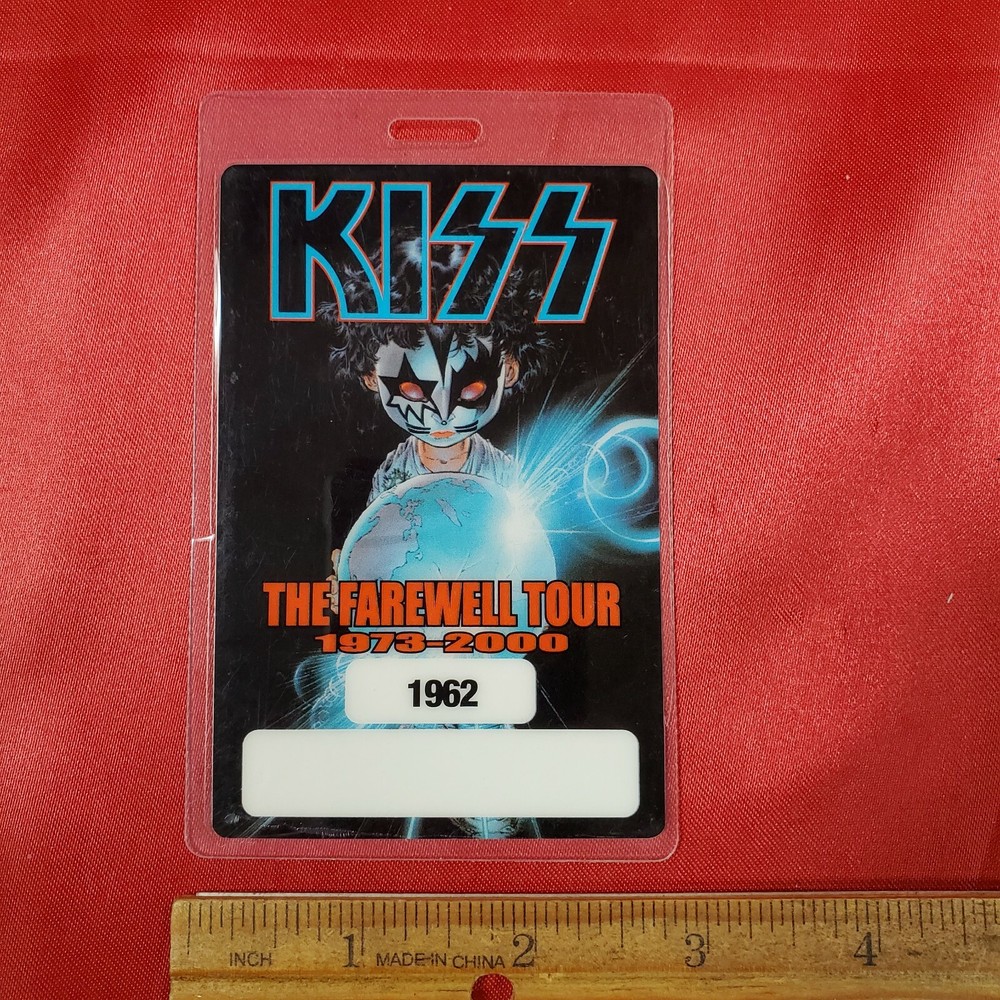 KISS
THE FAREWELL TOUR
1973-2000
1962
1 2 3 4
INCH MADE IN CHINA